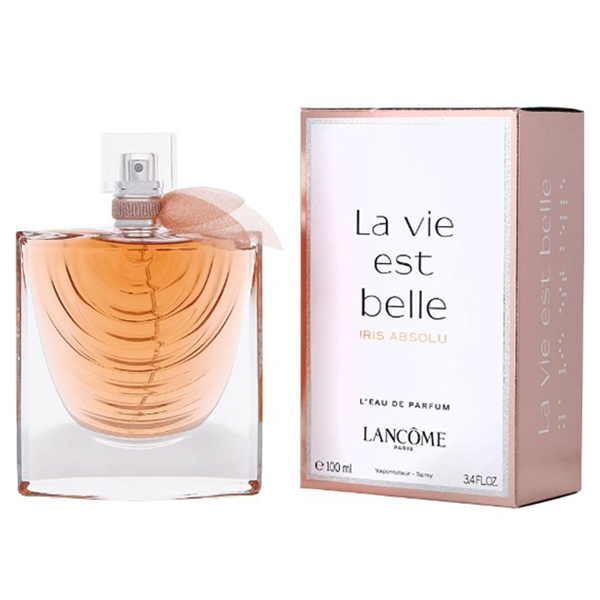 La vie
est
belle
IRIS ABSOLU
L'EAU DE PARFUM
LANCÔME
PARIS
e 100 ml
Vaporisateur - Spray
3.4 FL.OZ.
La vie est belle